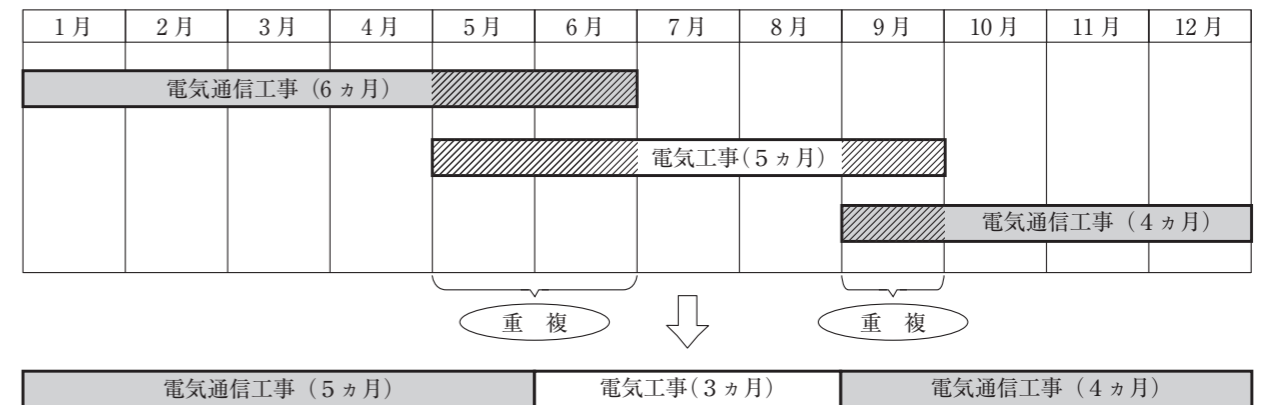 1月 2月 3月 4月 5月 6月 7月 8月 9月 10月 11月 12月
電気通信工事（6ヵ月）
電気工事（5ヵ月）
電気通信工事（4ヵ月）
重複 重複
電気通信工事（5ヵ月） 電気工事（3ヵ月） 電気通信工事（4ヵ月）